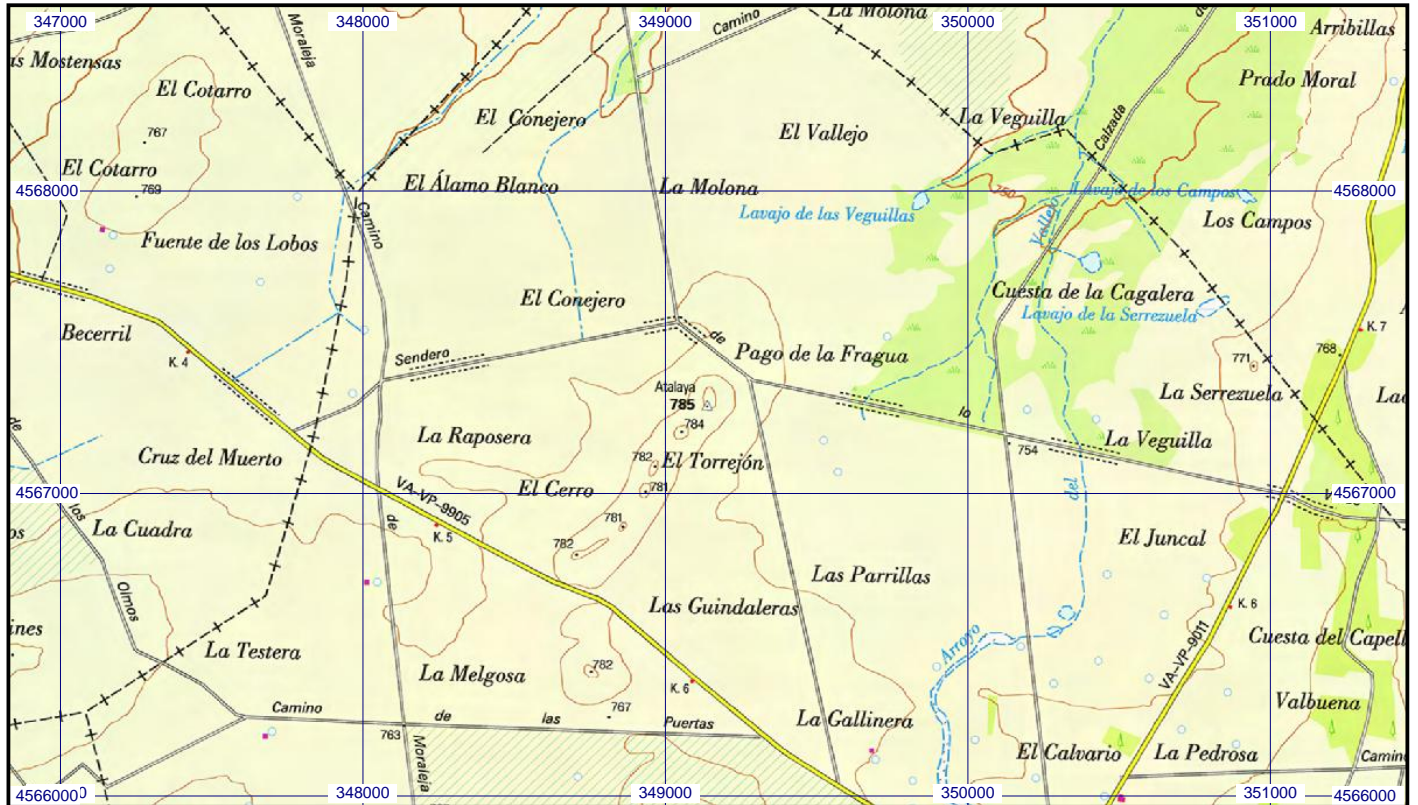 347000
348000
349000
350000
351000
Moraleja
Camino
La Molona
Arribillas
Mostensas
El Cotarro
Prado Moral
767
El Conejero
El Vallejo
La Veguilla
Calzada
El Cotarro
769
El Álamo Blanco
La Molona
750
Lavajo de los Campos
4568000
4568000
Lavajo de las Veguillas
Los Campos
Camino
Vallejo
Fuente de los Lobos
El Conejero
Cuesta de la Cagalera
Lavajo de la Serrezuela
Becerril
K. 4
Sendero
de
Pago de la Fragua
K. 7
768
771
Atalaya
785
La Serrezuela
784
lo
La Raposera
La Veguilla
754
Cruz del Muerto
782
El Torrejón
781
El Cerro
4567000
4567000
VA-VP-9905
del
de
los
La Cuadra
de
K. 5
781
782
El Juncal
Olmos
Las Parrillas
Las Guindaleras
K. 6
Cuesta del Capell
La Testera
Arroyo
VA-VP-9011
La Melgosa
782
K. 6
Valbuena
Camino
de
las
Puertas
767
La Gallinera
763
Moraleja
El Calvario
La Pedrosa
Camino
4566000
348000
349000
350000
351000
4566000